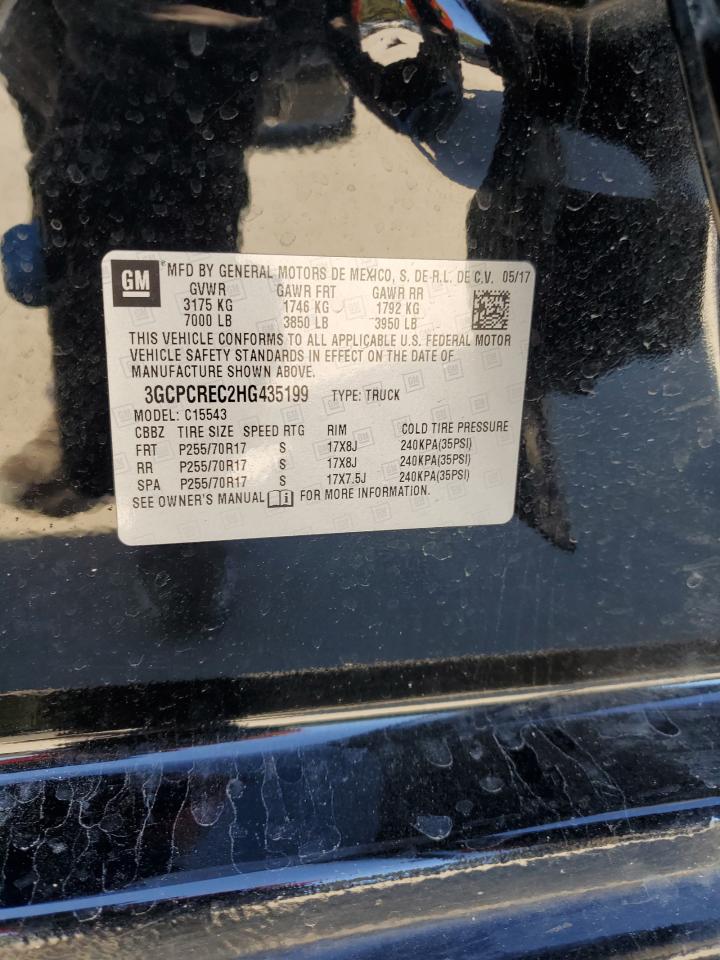 GM
*MFD BY GENERAL MOTORS DE MEXICO, S. DE R.L. DE C.V. 05/17
GVWR GAWR FRT GAWR RR
3175 KG 1746 KG 1792 KG
7000 LB 3850 LB 3950 LB
THIS VEHICLE CONFORMS TO ALL APPLICABLE U.S. FEDERAL MOTOR
VEHICLE SAFETY STANDARDS IN EFFECT ON THE DATE OF
MANUFACTURE SHOWN ABOVE.
3GCPCREC2HG435199 TYPE: TRUCK
MODEL: C15543
CBBZ TIRE SIZE SPEED RTG RIM COLD TIRE PRESSURE
FRT P255/70R17 S 17X8J 240KPA(35PSI)
RR P255/70R17 S 17X8J 240KPA(35PSI)
SPA P255/70R17 S 17X7.5J 240KPA(35PSI)
SEE OWNER'S MANUAL FOR MORE INFORMATION.